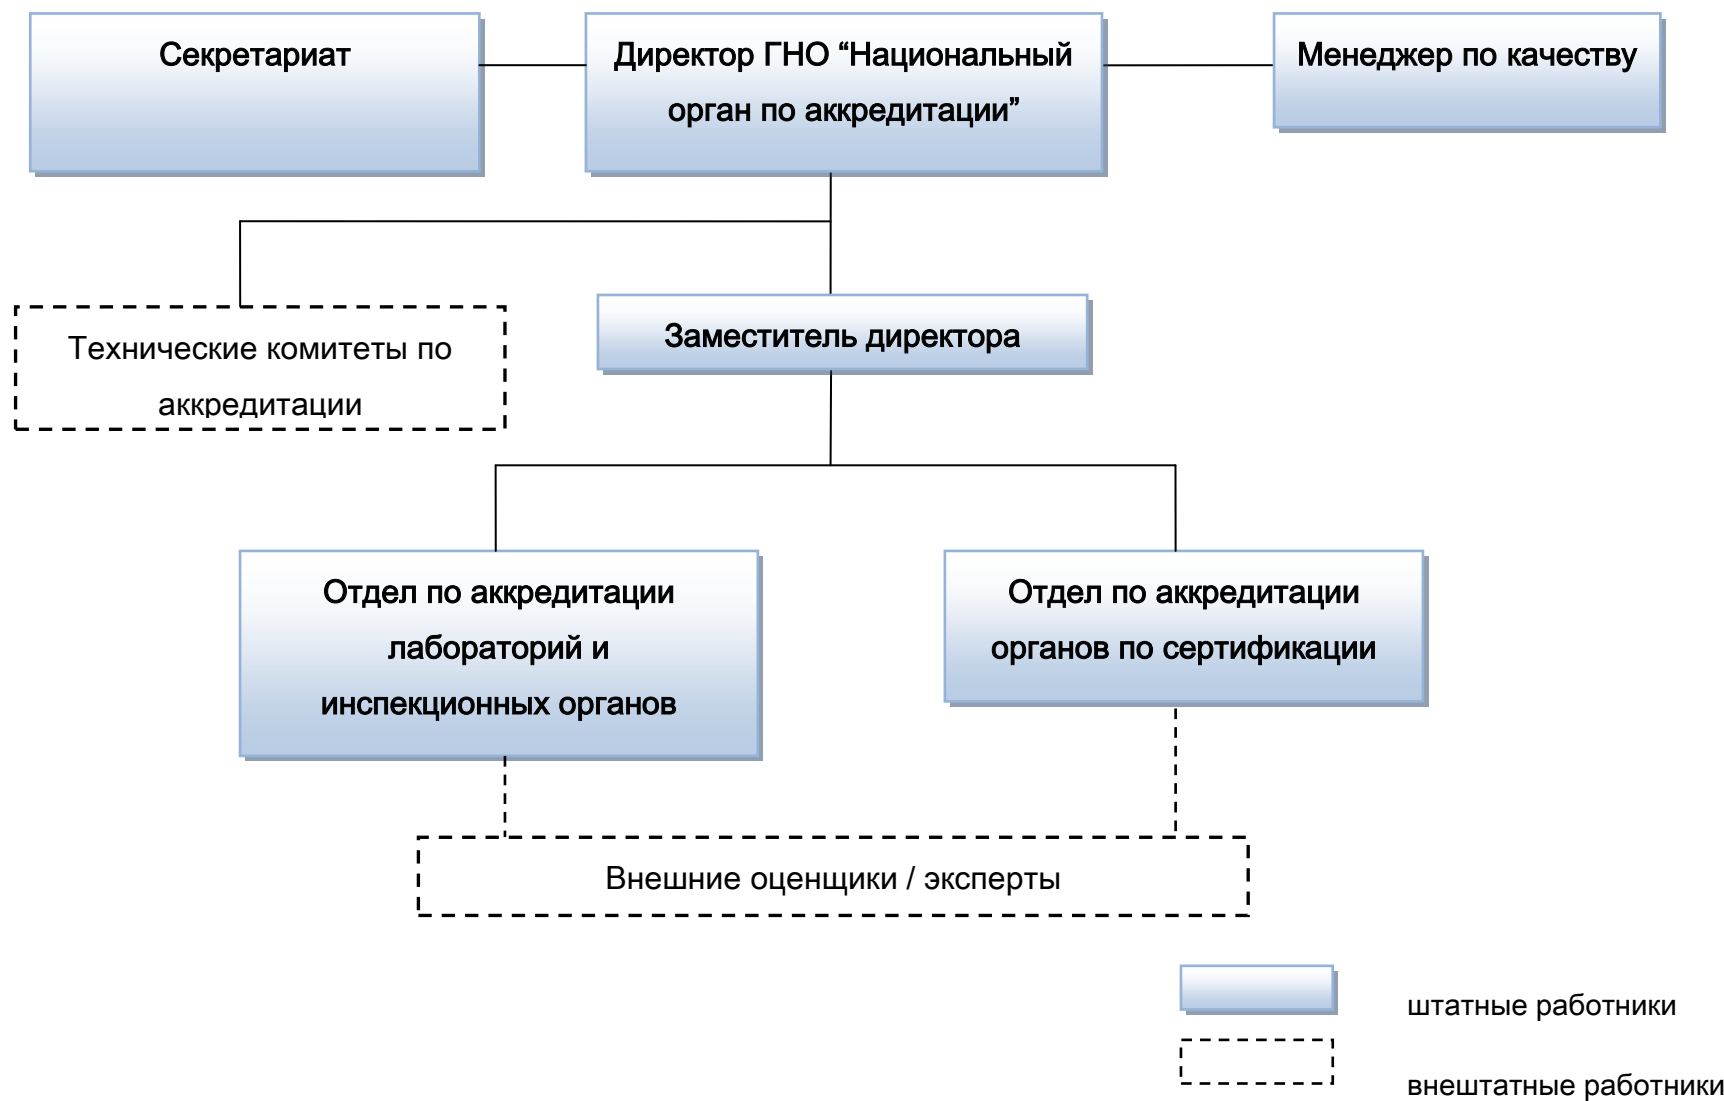 Секретариат
Директор ГНО “Национальный
орган по аккредитации”
Менеджер по качеству
Технические комитеты по
аккредитации
Заместитель директора
Отдел по аккредитации
лабораторий и
инспекционных органов
Отдел по аккредитации
органов по сертификации
Внешние оценщики / эксперты
штатные работники
внештатные работники